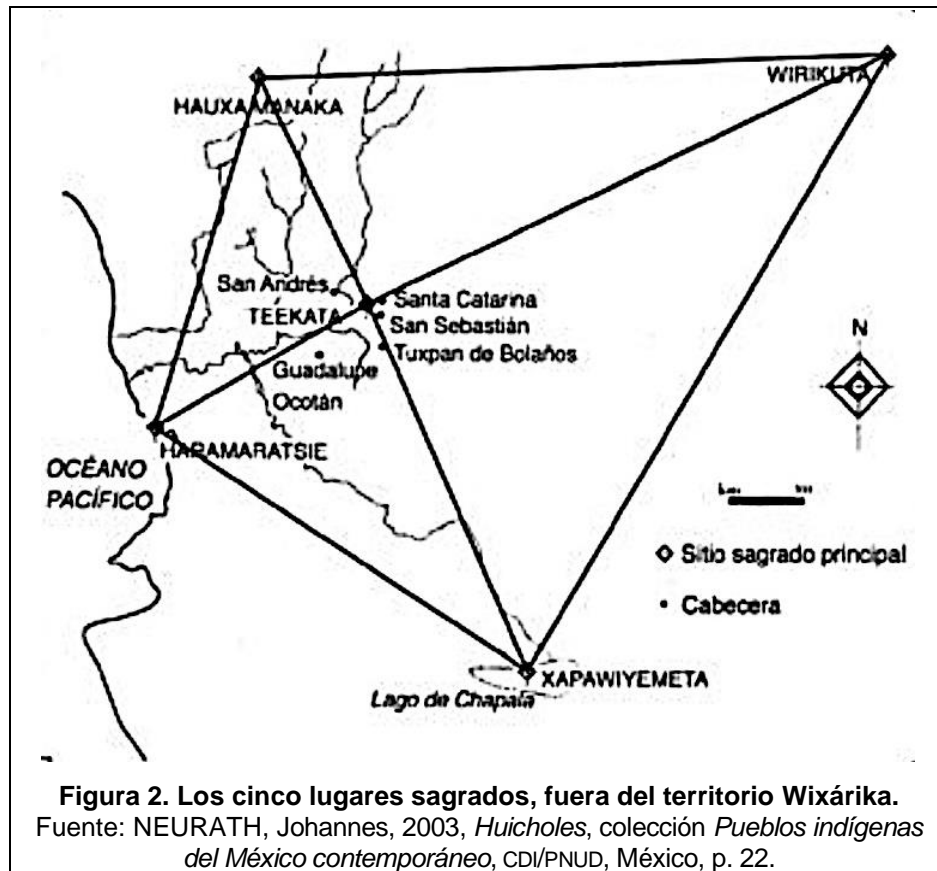 HAUXAMANAKA
WIRIKUTA
San Andrés
TEEKATA
Santa Catarina
San Sebastián
Tuxpan de Bolaños
Guadalupe
Ocotán
N
HARAMARATSIE
OCÉANO
PACÍFICO
Sitio sagrado principal
Cabecera
XAPAWIYEMETA
Lago de Chapala
Figura 2. Los cinco lugares sagrados, fuera del territorio Wixárika.
Fuente: NEURATH, Johannes, 2003, Huicholes, colección Pueblos indígenas
del México contemporáneo, CDI/PNUD, México, p. 22.